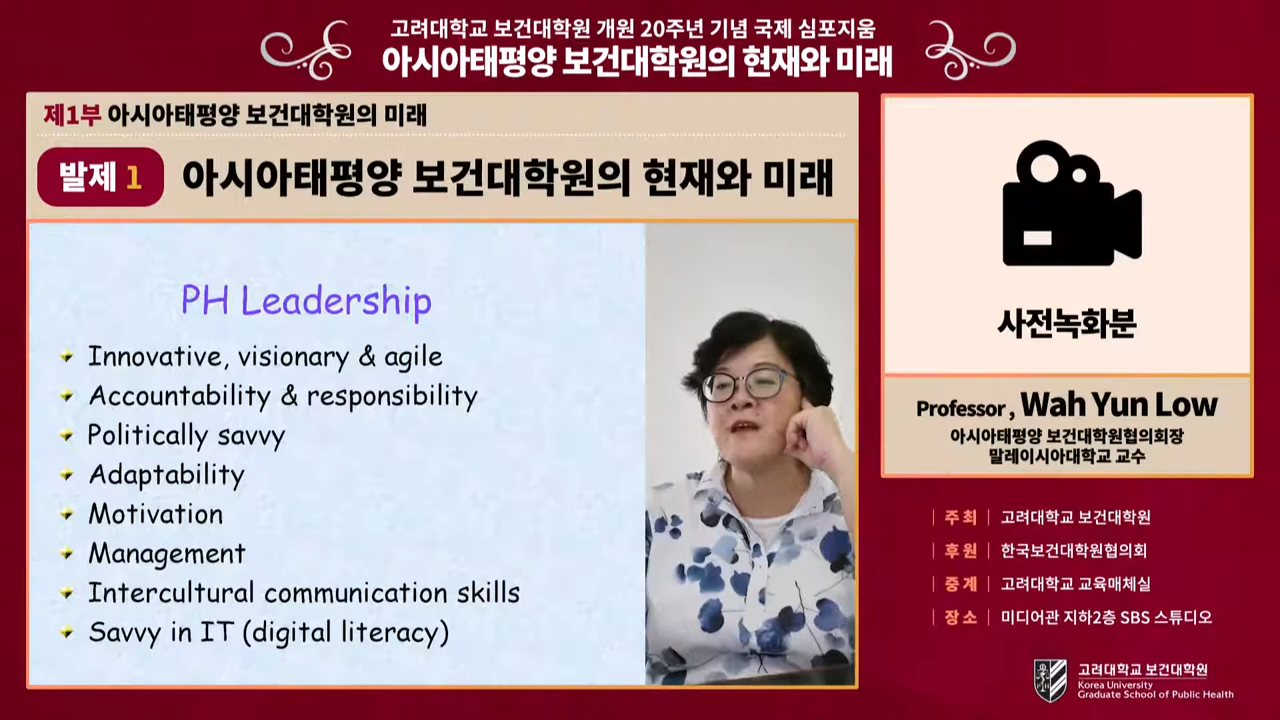 고려대학교 보건대학원 개원 20주년 기념 국제 심포지움
아시아태평양 보건대학원의 현재와 미래
제1부 아시아태평양 보건대학원의 미래
발제 1 아시아태평양 보건대학원의 현재와 미래
PH Leadership
Innovative, visionary & agile
Accountability & responsibility
Politically savvy
Adaptability
Motivation
Management
Intercultural communication skills
Savvy in IT (digital literacy)
사전녹화분
Professor , Wah Yun Low
아시아태평양 보건대학원협의회장
말레이시아대학교 교수
주최 | 고려대학교 보건대학원
후원 | 한국보건대학원협의회
중계 | 고려대학교 교육매체실
장소 | 미디어관 지하2층 SBS 스튜디오
고려대학교 보건대학원
Korea University
Graduate School of Public Health